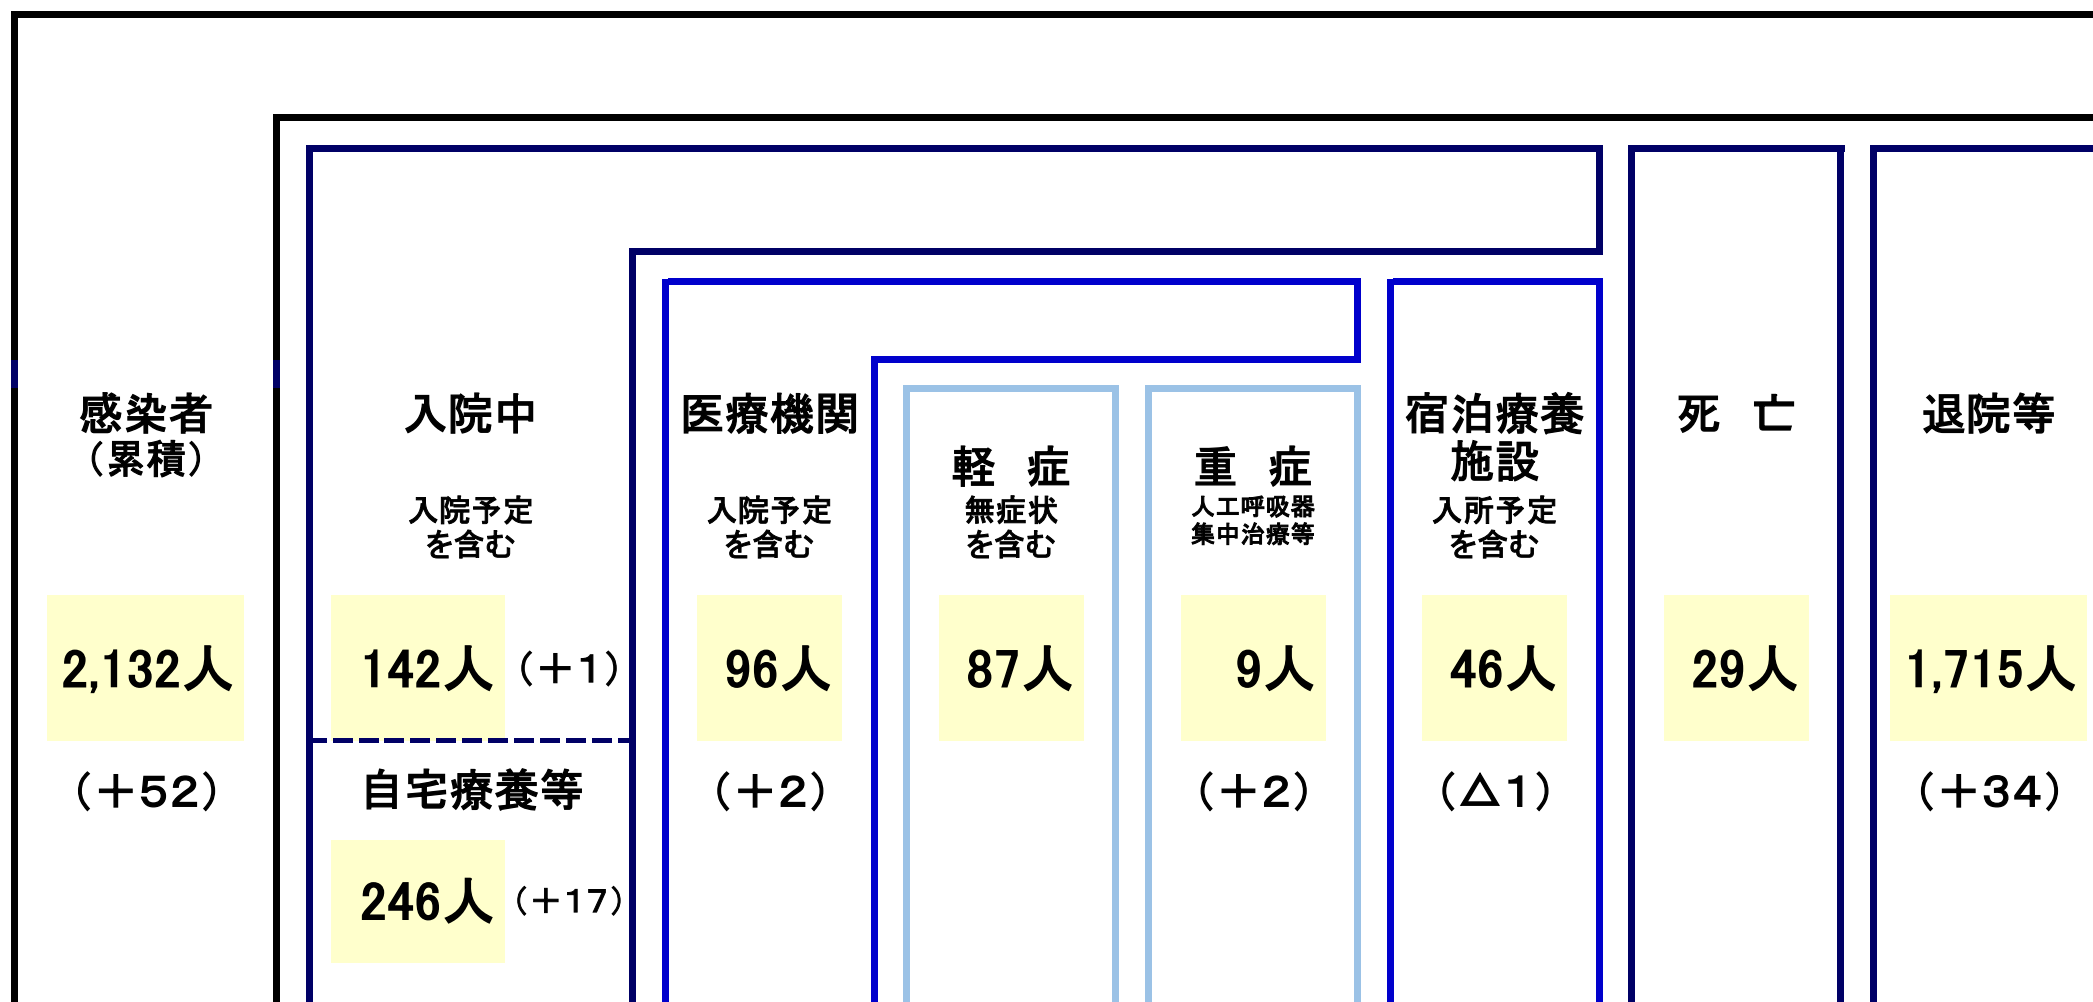 感染者
（累積）
2,132人
（＋52）
入院中
入院予定
を含む
142人（＋1）
自宅療養等
246人（＋17）
医療機関
入院予定
を含む
96人
（＋2）
軽　症
無症状
を含む
87人
重　症
人工呼吸器
集中治療等
9人
（＋2）
宿泊療養
施設
入所予定
を含む
46人
（△1）
死　亡
29人
退院等
1,715人
（＋34）